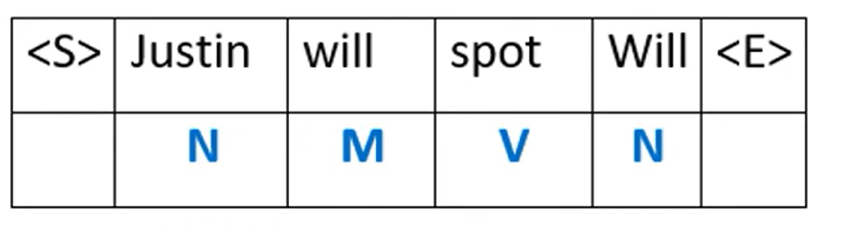 <S> Justin will spot Will <E>
N M V N